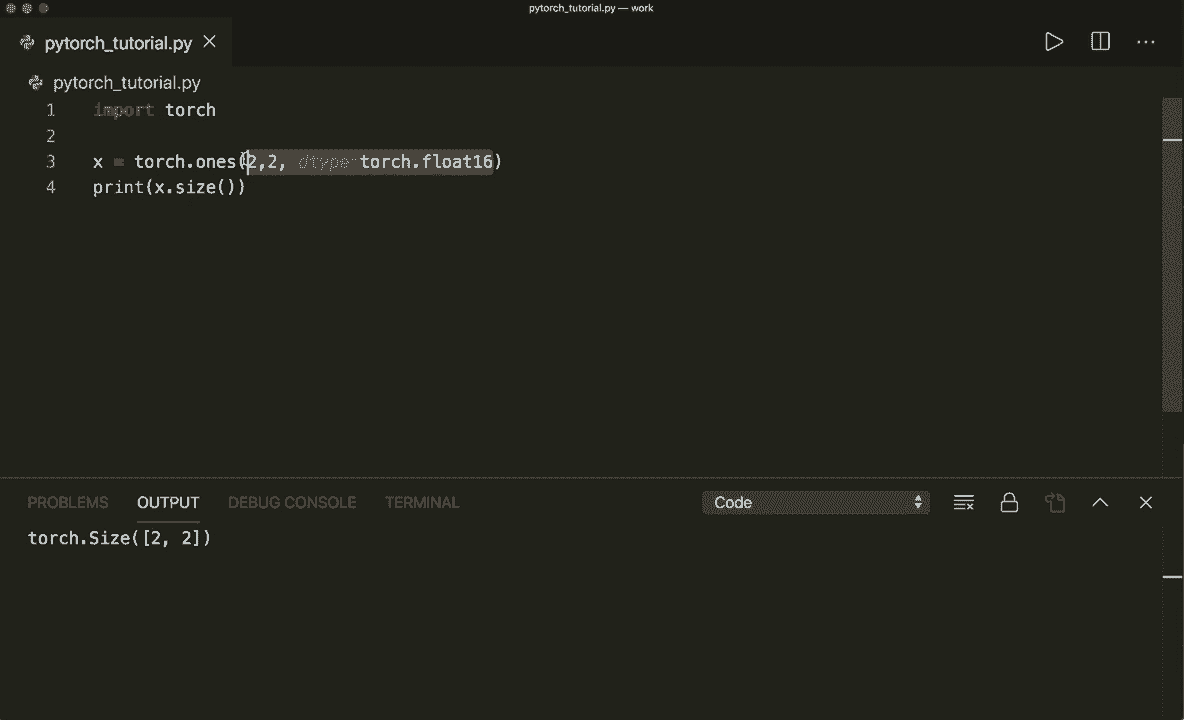 pytorch_tutorial.py — work
pytorch_tutorial.py
pytorch_tutorial.py
1 import torch
2
3 x = torch.ones(2,2, dtype=torch.float16)
4 print(x.size())
PROBLEMS OUTPUT DEBUG CONSOLE TERMINAL Code
torch.Size([2, 2])